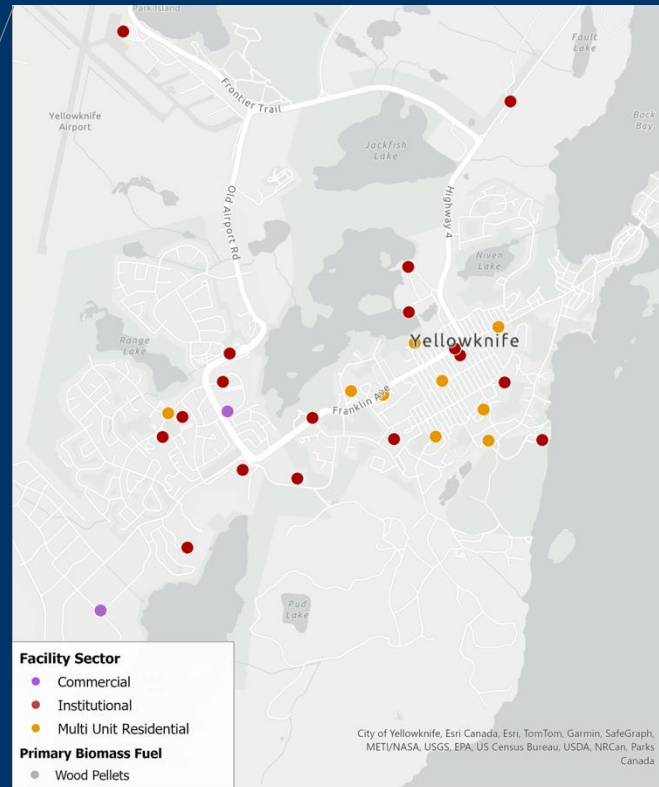 Park Island
Fault
Lake
Frontier Trail
Yellowknife
Airport
Back
Bay
Jackfish
Lake
Old Airport Rd
Highway 4
Niven
Lake
Range
Lake
Yellowknife
Franklin Ave
Pud
Lake
Facility Sector
Commercial
Institutional
Multi Unit Residential
Primary Biomass Fuel
Wood Pellets
City of Yellowknife, Esri Canada, Esri, TomTom, Garmin, SafeGraph,
METI/NASA, USGS, EPA, US Census Bureau, USDA, NRCan, Parks
Canada